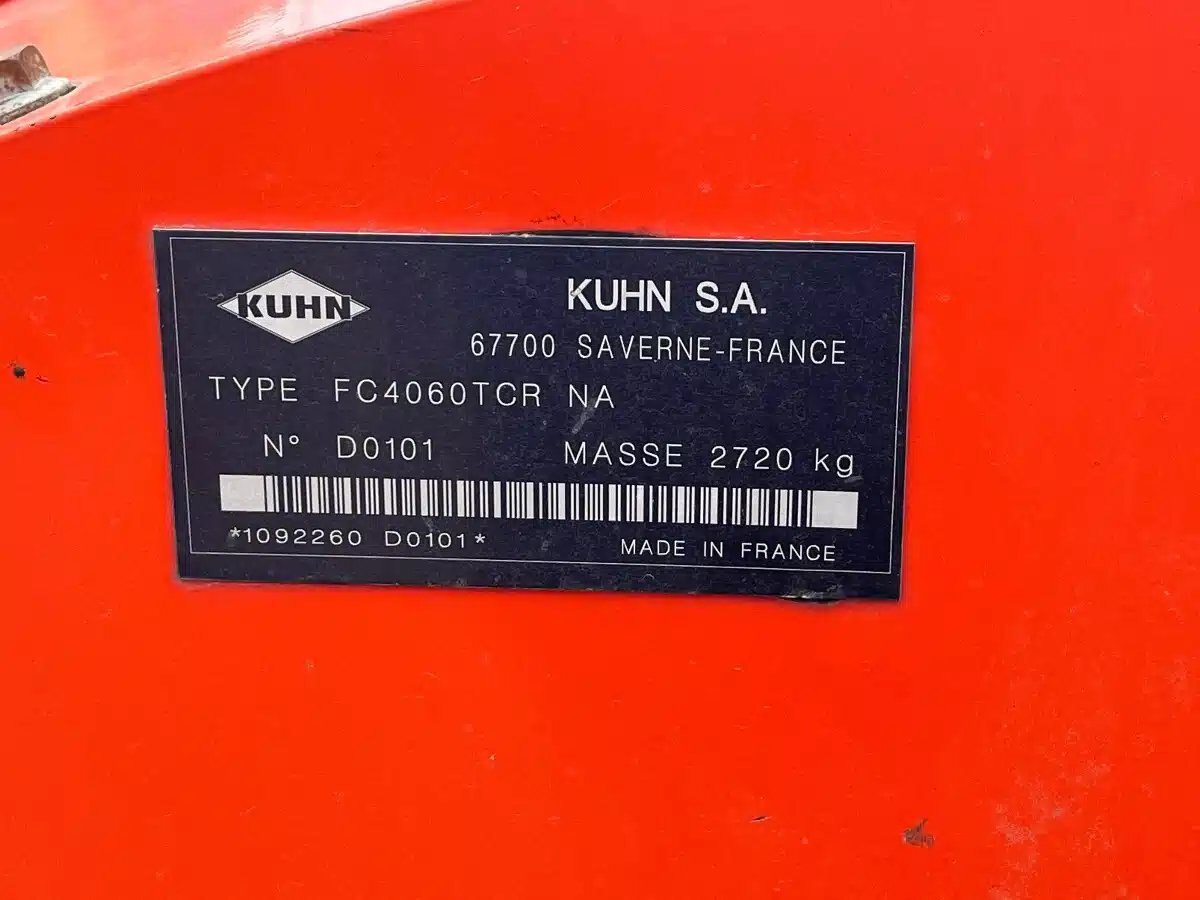 KUHN
KUHN S.A.
67700 SAVERNE-FRANCE
TYPE FC4060TCR NA
N° D0101 MASSE 2720 kg
*1092260 D0101*
MADE IN FRANCE